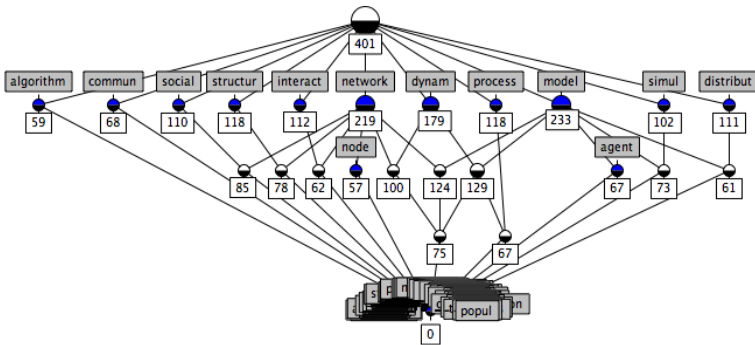 401
algorithm commun social structur interact network dynam process model simul distribut
59 68 110 118 112 219 179 118 233 102 111
node agent
85 78 62 57 100 124 129 67 73 61
75 67
popul
0